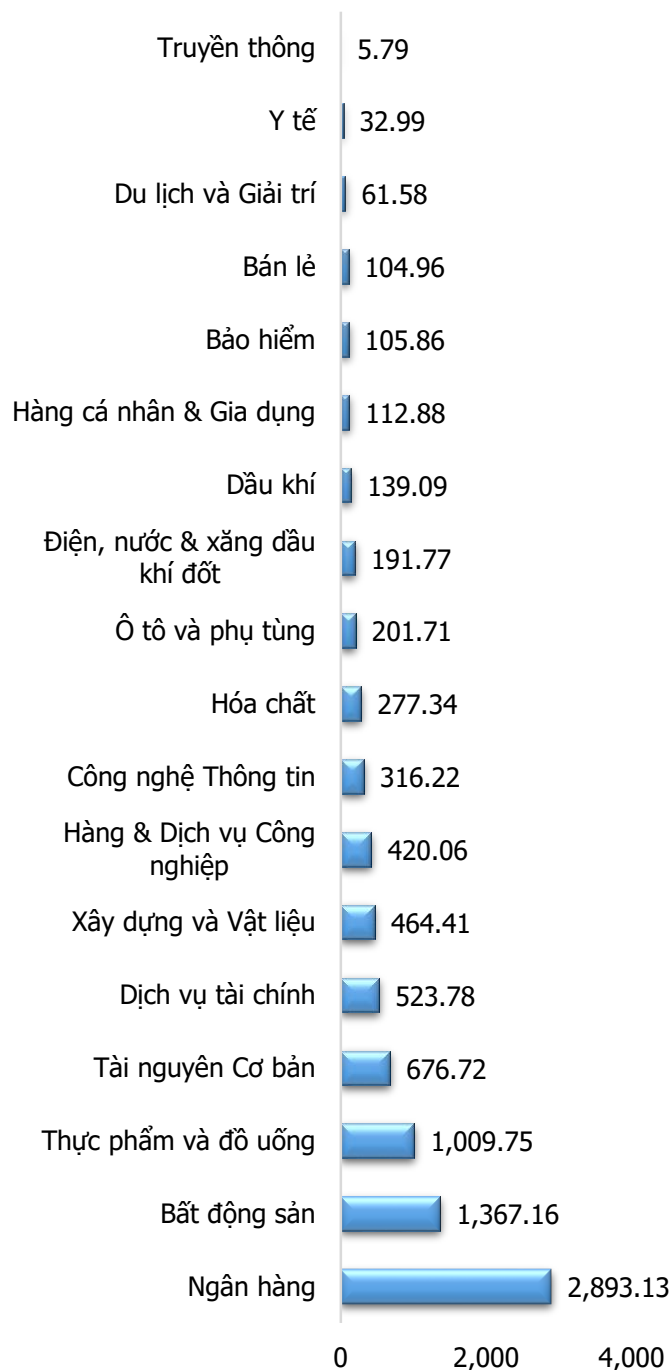 Truyền thông 5.79
Y tế 32.99
Du lịch và Giải trí 61.58
Bán lẻ 104.96
Bảo hiểm 105.86
Hàng cá nhân & Gia dụng 112.88
Dầu khí 139.09
Điện, nước & xăng dầu
khí đốt 191.77
Ô tô và phụ tùng 201.71
Hóa chất 277.34
Công nghệ Thông tin 316.22
Hàng & Dịch vụ Công
nghiệp 420.06
Xây dựng và Vật liệu 464.41
Dịch vụ tài chính 523.78
Tài nguyên Cơ bản 676.72
Thực phẩm và đồ uống 1,009.75
Bất động sản 1,367.16
Ngân hàng 2,893.13
0 2,000 4,000